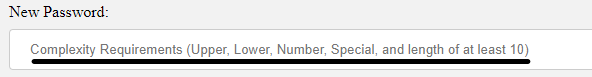 New Password:
Complexity Requirements (Upper, Lower, Number, Special, and length of at least 10)